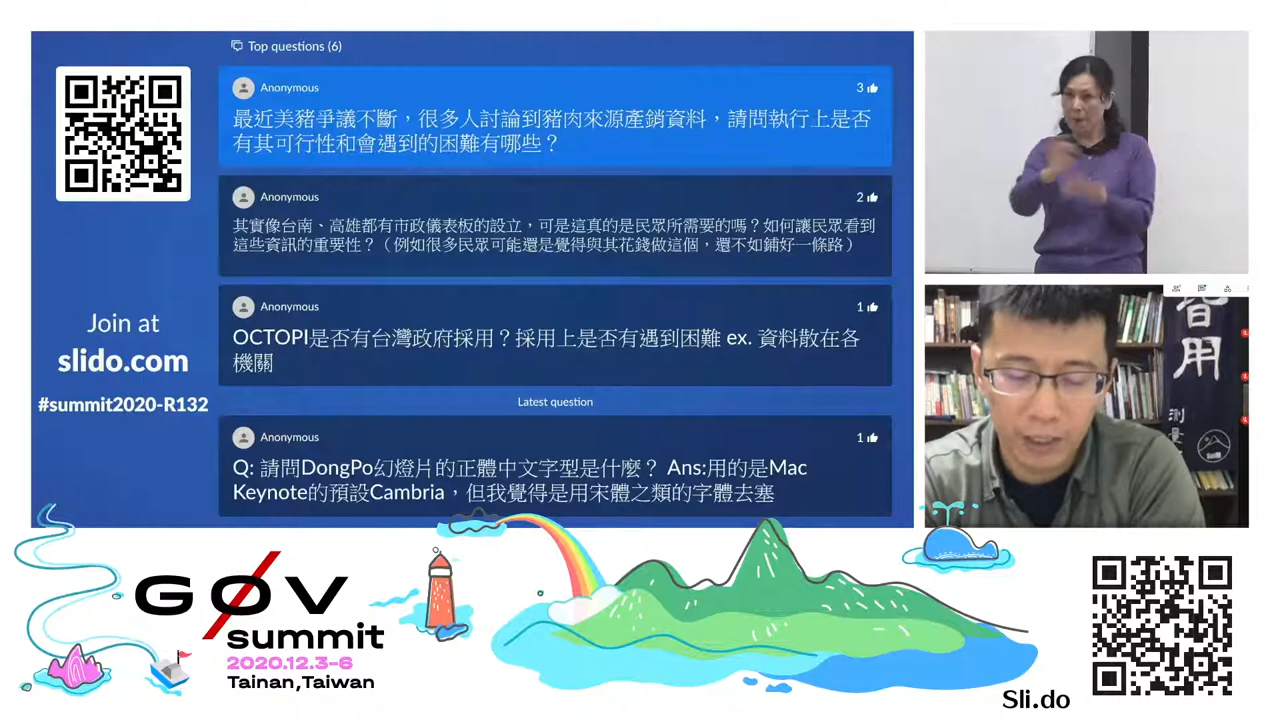 Top questions (6)
Anonymous
3
最近美豬爭議不斷，很多人討論到豬肉來源產銷資料，請問執行上是否
有其可行性和會遇到的困難有哪些？
Anonymous
2
其實像台南、高雄都有市政儀表板的設立，可是這真的是民眾所需要的嗎？如何讓民眾看到
這些資訊的重要性？（例如很多民眾可能還是覺得與其花錢做這個，還不如鋪好一條路）
Anonymous
1
OCTOPI是否有台灣政府採用？採用上是否有遇到困難 ex. 資料散在各
機關
Latest question
Anonymous
1
Q: 請問DongPo幻燈片的正體中文字型是什麼？ Ans:用的是Mac
Keynote的預設Cambria，但我覺得是用宋體之類的字體去塞
Join at
slido.com
#summit2020-R132
用
測
GØV
summit
2020.12.3-6
Tainan,Taiwan
Sli.do